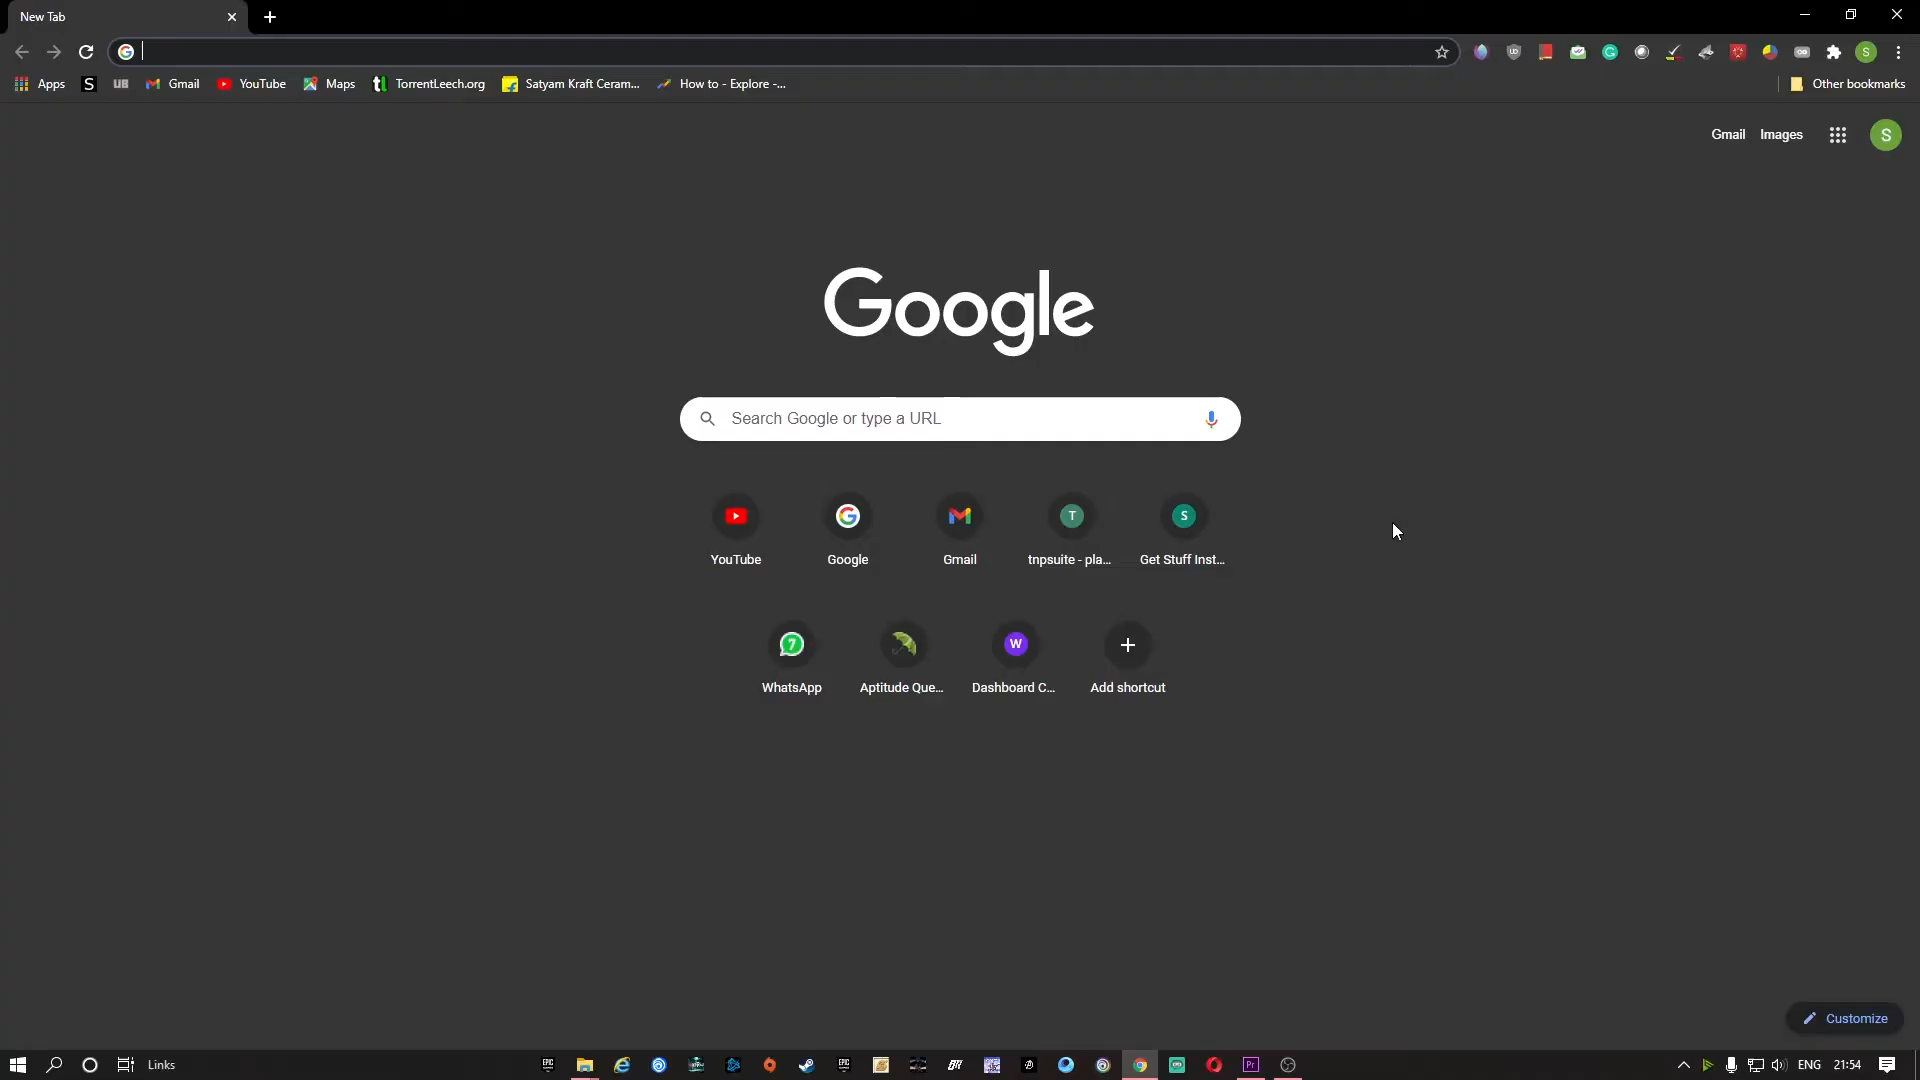 New Tab
Apps
Gmail
YouTube
Maps
TorrentLeech.org
Satyam Kraft Ceram...
How to - Explore -...
Other bookmarks
Gmail Images
S
Google
Search Google or type a URL
YouTube
Google
Gmail
T
tnpsuite - pla...
S
Get Stuff Inst...
7
WhatsApp
Aptitude Que...
W
Dashboard C...
Add shortcut
Customize
Links
ENG 21:54